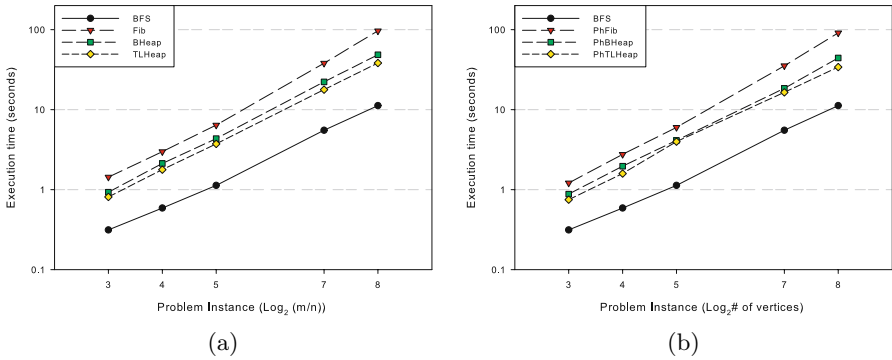 BFS
Fib
BHeap
TLHeap
Execution time (seconds)
100
10
1
0.1
3 4 5 7 8
Problem Instance (Log2 (m/n))
(a)
BFS
PhFib
PhBHeap
PhTLHeap
Execution time (seconds)
100
10
1
0.1
3 4 5 7 8
Problem Instance (Log2# of vertices)
(b)